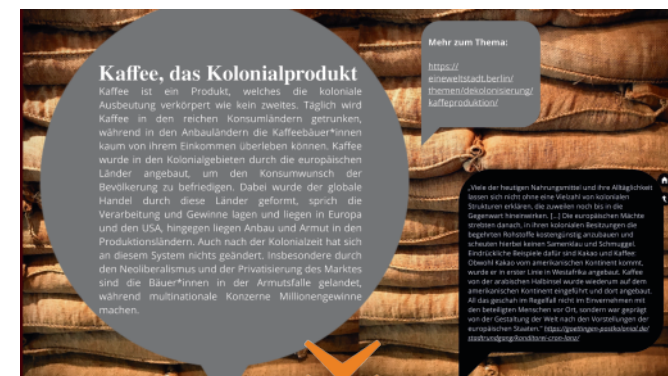 Kaffee, das Kolonialprodukt
Kaffee ist ein Produkt, welches die koloniale
Ausbeutung verkörpert wie kein zweites. Täglich wird
Kaffee in den reichen Konsumländern getrunken,
während in den Anbauländern die Kaffeebäuer*innen
kaum von ihrem Einkommen überleben können. Kaffee
wurde in den Kolonialgebieten durch die europäischen
Länder angebaut, um den Konsumwunsch der
Bevölkerung zu befriedigen. Dabei wurde der globale
Handel durch diese Länder geformt, sprich die
Verarbeitung und Gewinne lagen und liegen in Europa
und den USA, hingegen liegen Anbau und Armut in den
Produktionsländern. Auch nach der Kolonialzeit hat sich
an diesem System nichts geändert. Insbesondere durch
den Neoliberalismus und der Privatisierung des Marktes
sind die Bäuer*innen in der Armutsfalle gelandet,
während multinationale Konzerne Millionengewinne
machen.
Mehr zum Thema:
https://
eineweltstadt.berlin/
themen/dekolonisierung/
kaffeeproduktion/
„Viele der heutigen Nahrungsmittel und ihre Alltäglichkeit
lassen sich nicht ohne eine Vielzahl von kolonialen
Strukturen erklären, die zuweilen noch bis in die
Gegenwart hineinwirken. [...] Die europäischen Mächte
strebten danach, in ihren kolonialen Besitzungen die
begehrten Rohstoffe kostengünstig anzubauen und
scheuten hierbei keinen Samenklau und Schmuggel.
Eindrückliche Beispiele dafür sind Kakao und Kaffee:
Obwohl Kakao vom amerikanischen Kontinent kommt,
wurde er in erster Linie in Westafrika angebaut. Kaffee
von der arabischen Halbinsel wurde wiederum auf dem
amerikanischen Kontinent eingeführt und dort angebaut.
All das geschah im Regelfall nicht im Einvernehmen mit
den beteiligten Menschen vor Ort, sondern war geprägt
von der Gestaltung der Welt nach den Vorstellungen der
europäischen Staaten." https://goettingen-postkolonial.de/
stadtrundgang/konditorei-cron-lanz/